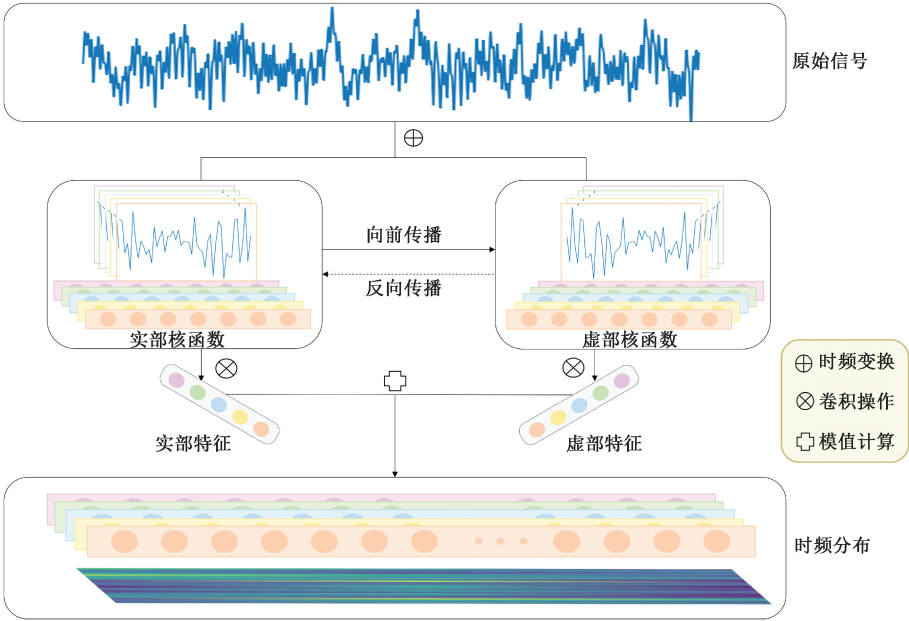 原始信号
向前传播
反向传播
实部核函数
虚部核函数
时频变换
卷积操作
模值计算
实部特征
虚部特征
时频分布